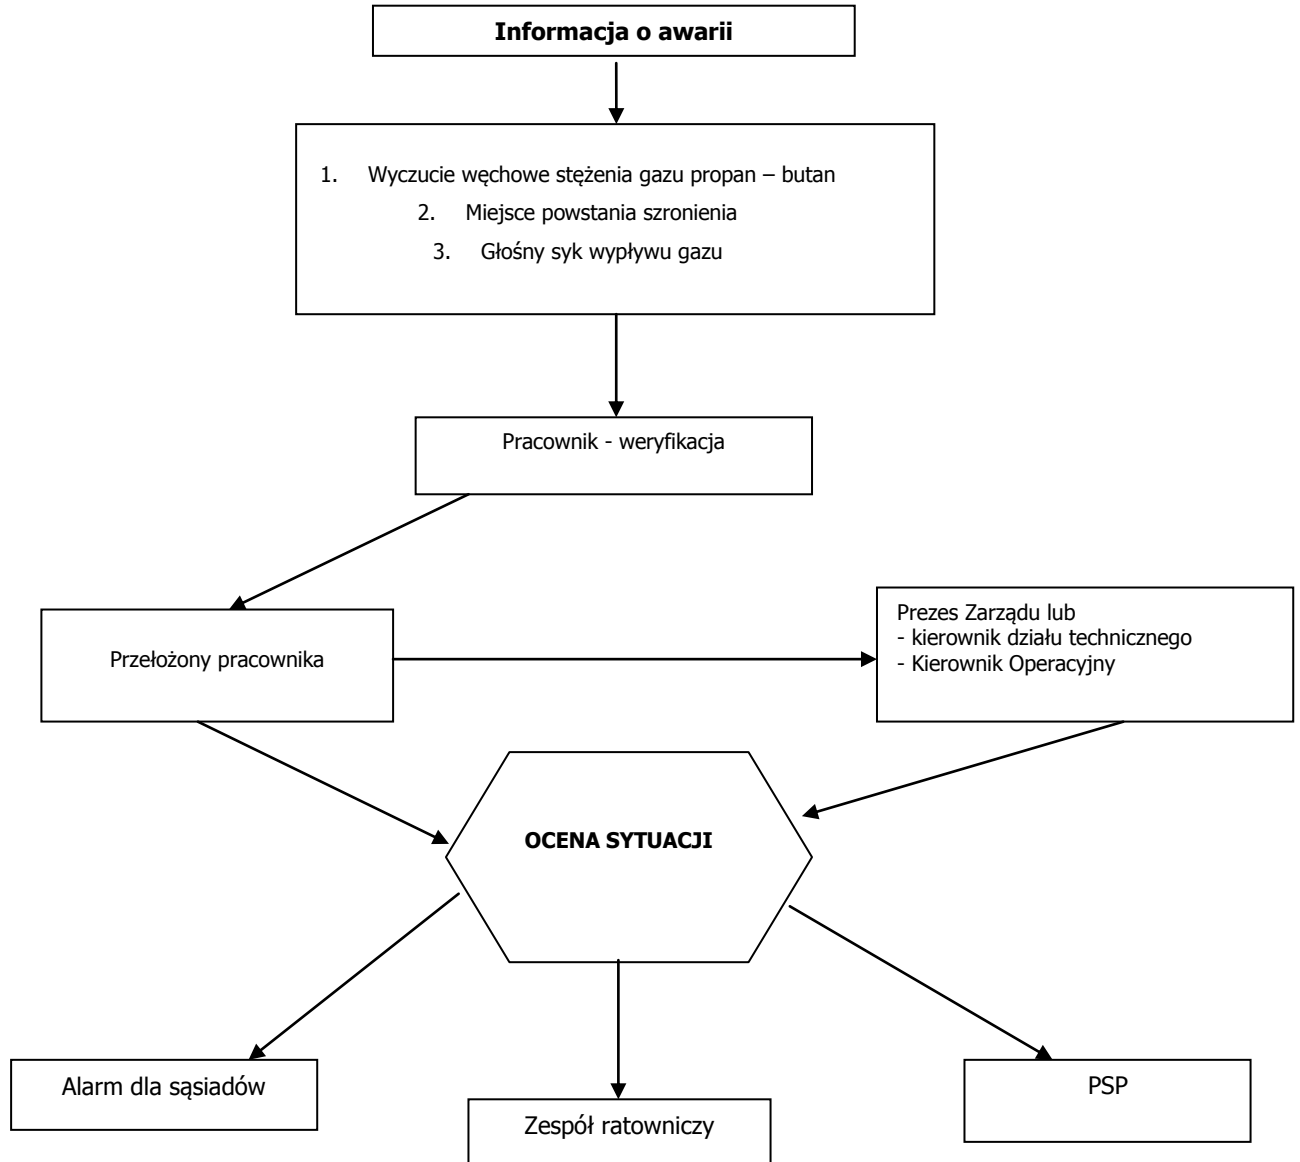 Informacja o awarii
1. Wyczucie węchowe stężenia gazu propan – butan
2. Miejsce powstania szronienia
3. Głośny syk wypływu gazu
Pracownik - weryfikacja
Przełożony pracownika
Prezes Zarządu lub
- kierownik działu technicznego
- Kierownik Operacyjny
OCENA SYTUACJI
Alarm dla sąsiadów
Zespół ratowniczy
PSP